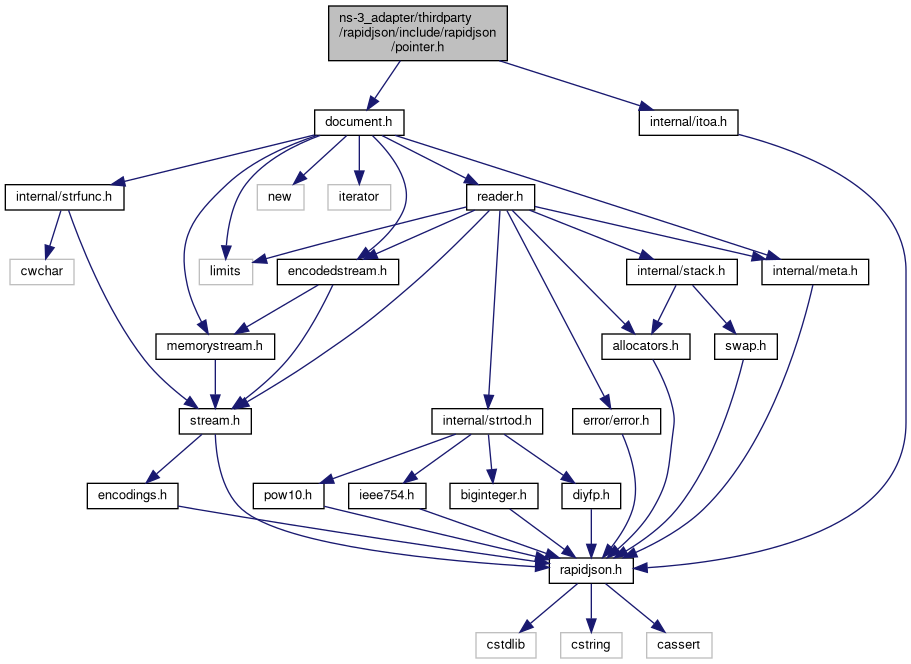 ns-3_adapter/thirdparty
/rapidjson/include/rapidjson
/pointer.h
document.h
internal/itoa.h
internal/strfunc.h
new
iterator
reader.h
cwchar
limits
encodedstream.h
internal/stack.h
internal/meta.h
memorystream.h
allocators.h
swap.h
stream.h
internal/strtod.h
error/error.h
encodings.h
pow10.h
ieee754.h
biginteger.h
diyfp.h
rapidjson.h
cstdlib
cstring
cassert